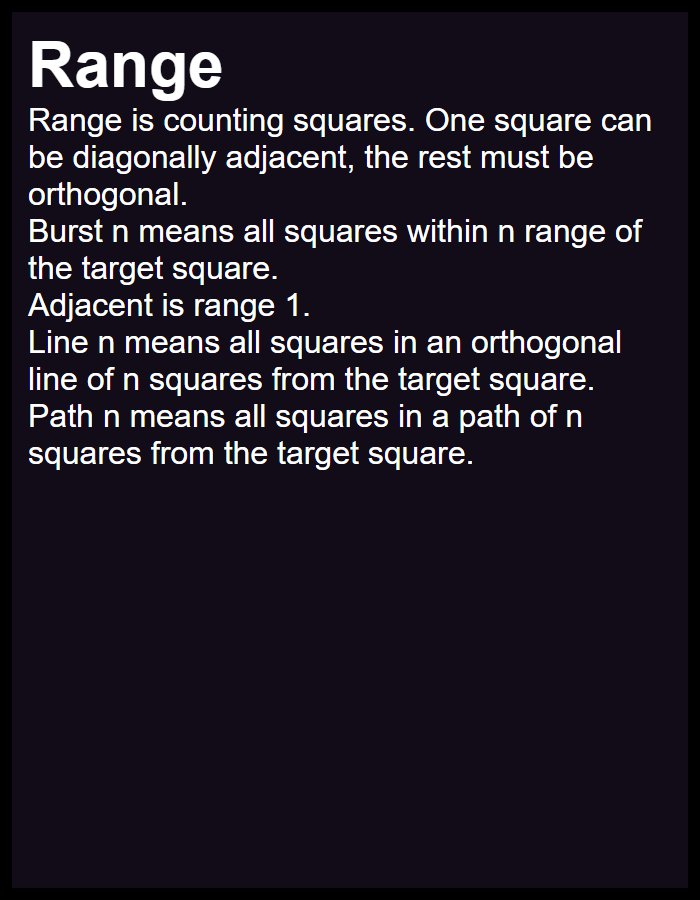 Range
Range is counting squares. One square can
be diagonally adjacent, the rest must be
orthogonal.
Burst n means all squares within n range of
the target square.
Adjacent is range 1.
Line n means all squares in an orthogonal
line of n squares from the target square.
Path n means all squares in a path of n
squares from the target square.